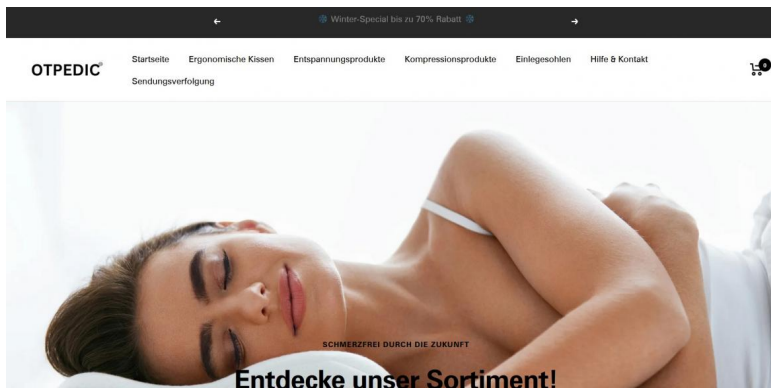 ❄️ Winter-Special bis zu 70% Rabatt ❄️
OTPEDIC®
Startseite Ergonomische Kissen Entspannungsprodukte Kompressionsprodukte Einlegesohlen Hilfe & Kontakt
0
Sendungsverfolgung
SCHMERZFREI DURCH DIE ZUKUNFT
Entdecke unser Sortiment!